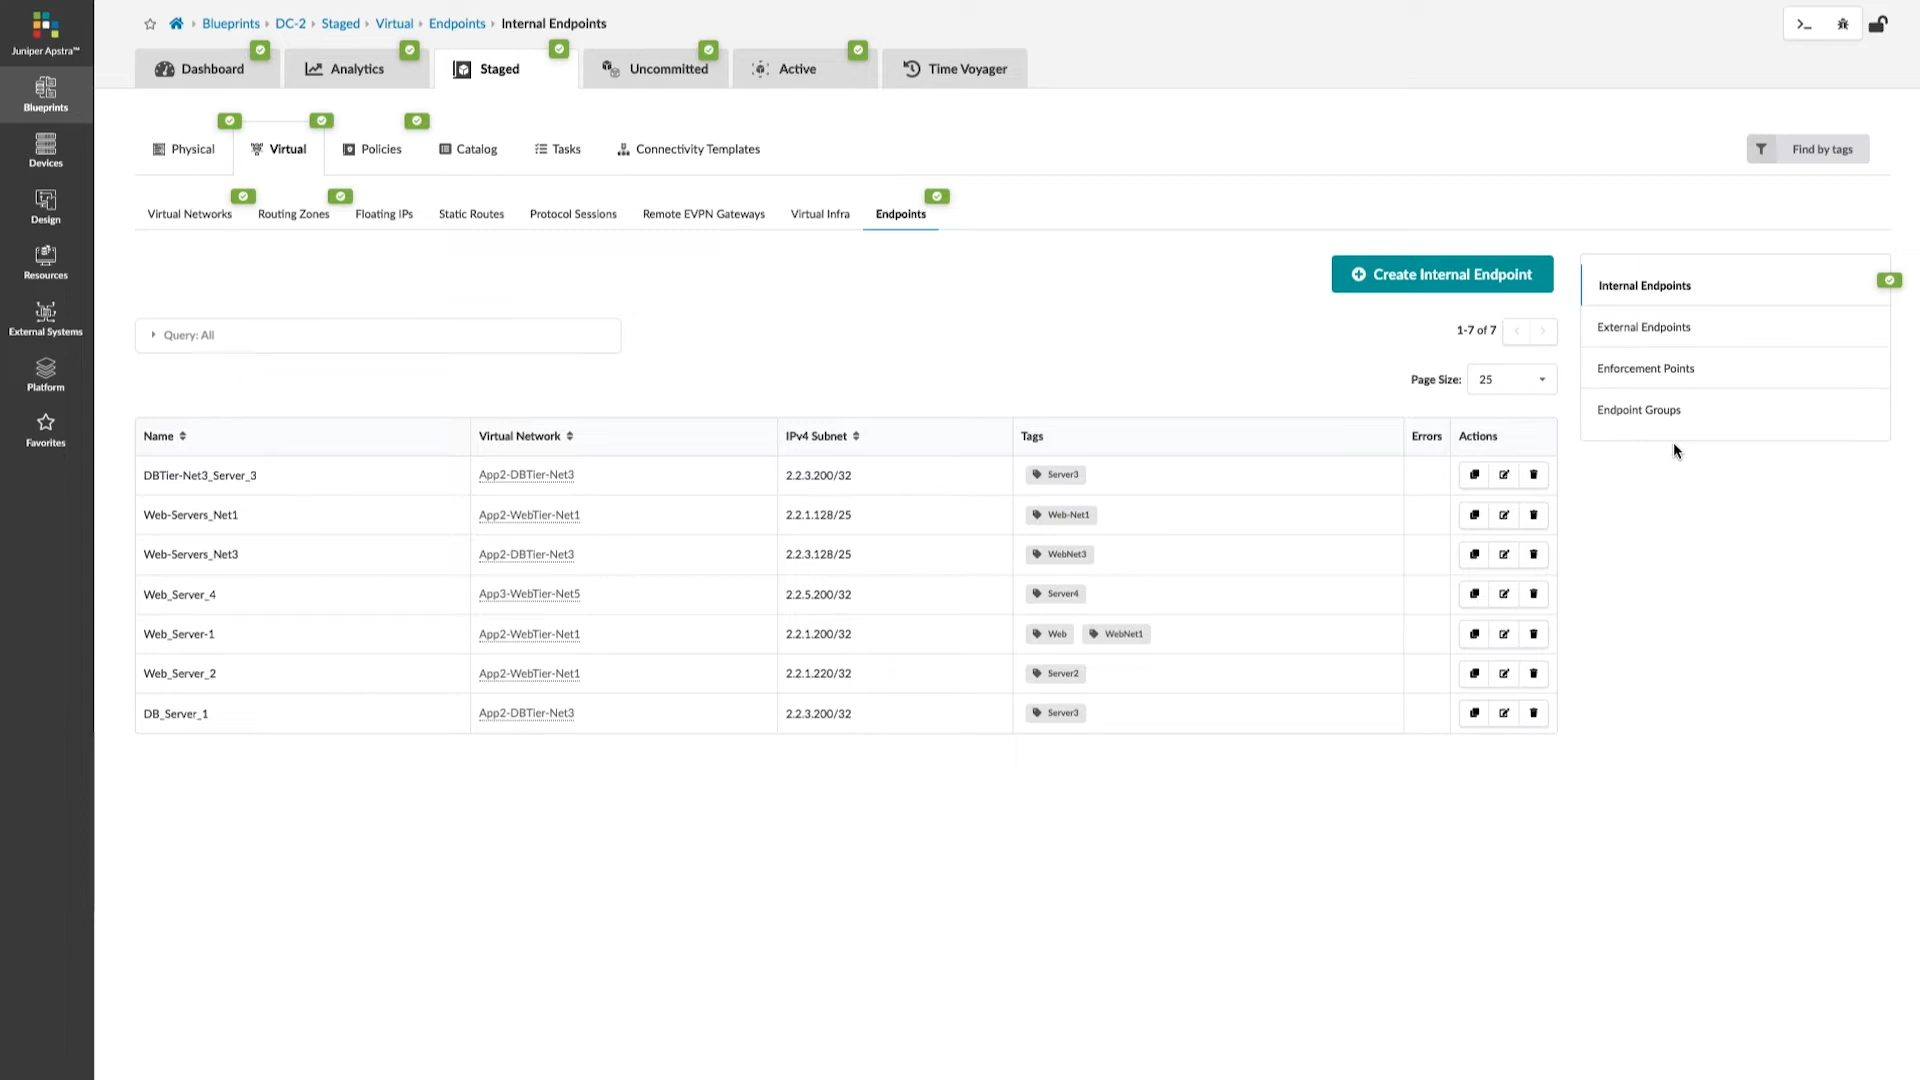 Juniper Apstra™
Blueprints
Devices
Design
Resources
External Systems
Platform
Favorites
Blueprints › DC-2 › Staged › Virtual › Endpoints › Internal Endpoints
Dashboard Analytics Staged Uncommitted Active Time Voyager
Physical Virtual Policies Catalog Tasks Connectivity Templates Find by tags
Virtual Networks Routing Zones Floating IPs Static Routes Protocol Sessions Remote EVPN Gateways Virtual Infra Endpoints
Create Internal Endpoint
Query: All
1-7 of 7
Page Size: 25
Internal Endpoints
External Endpoints
Enforcement Points
Endpoint Groups
Name Virtual Network IPv4 Subnet Tags Errors Actions
DBTier-Net3_Server_3 App2-DBTier-Net3 2.2.3.200/32 Server3
Web-Servers_Net1 App2-WebTier-Net1 2.2.1.128/25 Web-Net1
Web-Servers_Net3 App2-DBTier-Net3 2.2.3.128/25 WebNet3
Web_Server_4 App3-WebTier-Net5 2.2.5.200/32 Server4
Web_Server-1 App2-WebTier-Net1 2.2.1.200/32 Web WebNet1
Web_Server_2 App2-WebTier-Net1 2.2.1.220/32 Server2
DB_Server_1 App2-DBTier-Net3 2.2.3.200/32 Server3